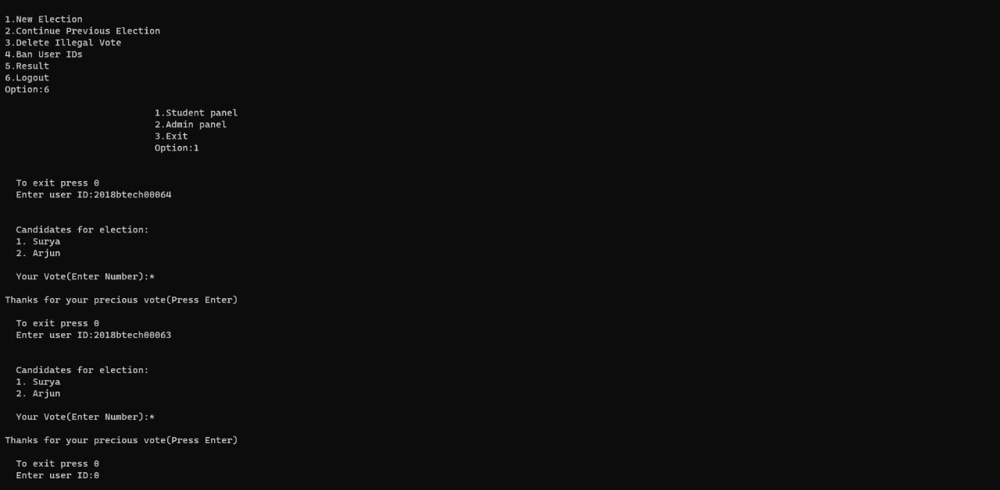 1.New Election
2.Continue Previous Election
3.Delete Illegal Vote
4.Ban User IDs
5.Result
6.Logout
Option:6
1.Student panel
2.Admin panel
3.Exit
Option:1
To exit press 0
Enter user ID:2018btech00064
Candidates for election:
1. Surya
2. Arjun
Your Vote(Enter Number):*
Thanks for your precious vote(Press Enter)
To exit press 0
Enter user ID:2018btech00063
Candidates for election:
1. Surya
2. Arjun
Your Vote(Enter Number):*
Thanks for your precious vote(Press Enter)
To exit press 0
Enter user ID:0